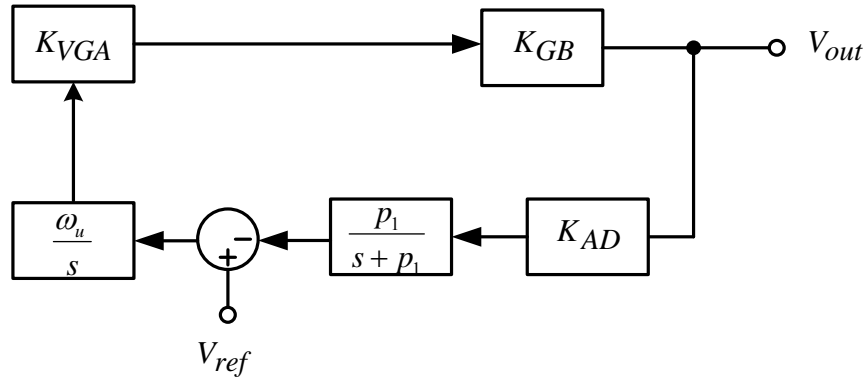 K_VGA
K_GB
V_out
ω_u
s
+
−
p_1
s + p_1
K_AD
V_ref